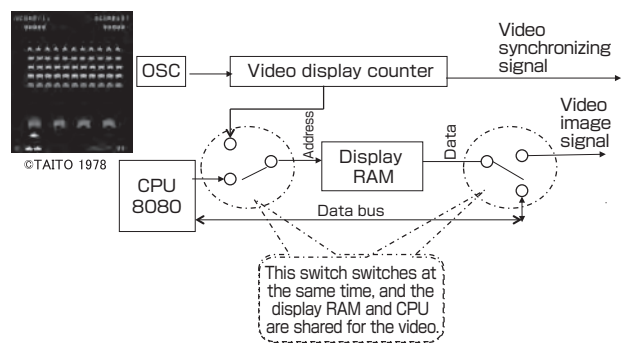 ©TAITO 1978
OSC
Video display counter
Video
synchronizing
signal
Video
image
signal
Address
Display
RAM
Data
CPU
8080
Data bus
This switch switches at
the same time, and the
display RAM and CPU
are shared for the video.